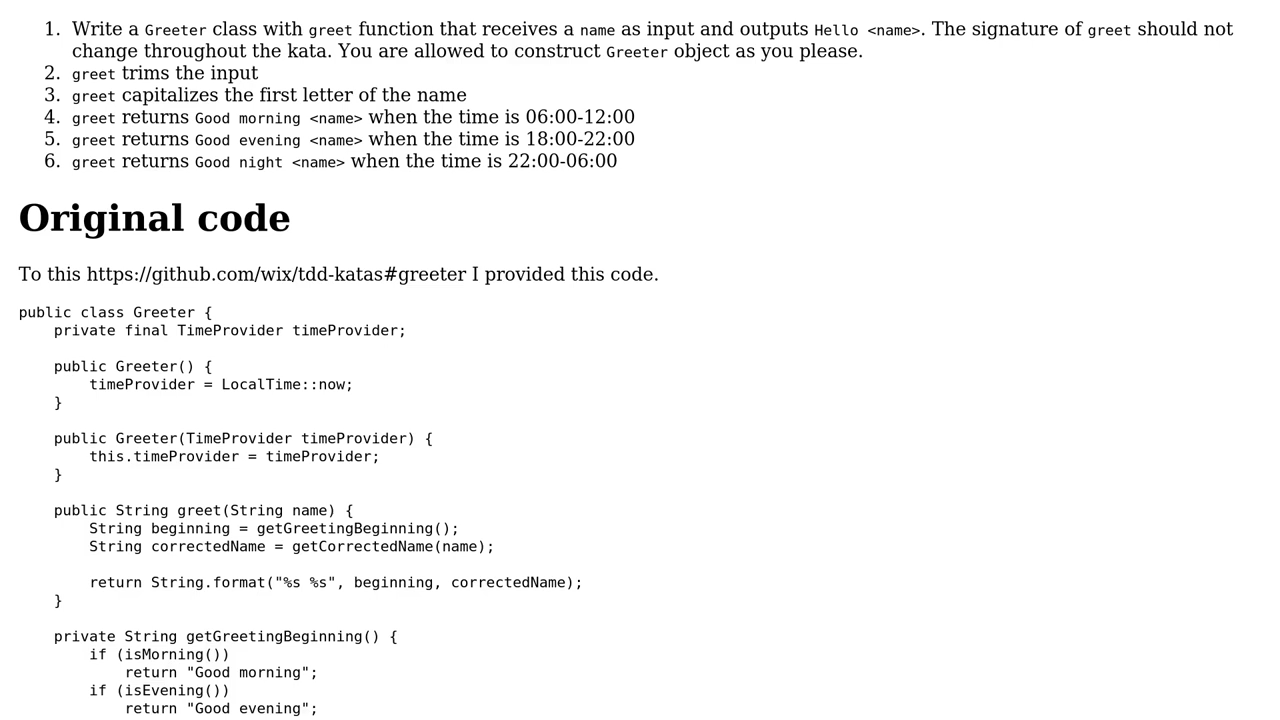 1. Write a Greeter class with greet function that receives a name as input and outputs Hello <name>. The signature of greet should not
change throughout the kata. You are allowed to construct Greeter object as you please.
2. greet trims the input
3. greet capitalizes the first letter of the name
4. greet returns Good morning <name> when the time is 06:00-12:00
5. greet returns Good evening <name> when the time is 18:00-22:00
6. greet returns Good night <name> when the time is 22:00-06:00
Original code
To this https://github.com/wix/tdd-katas#greeter I provided this code.
public class Greeter {
    private final TimeProvider timeProvider;

    public Greeter() {
        timeProvider = LocalTime::now;
    }

    public Greeter(TimeProvider timeProvider) {
        this.timeProvider = timeProvider;
    }

    public String greet(String name) {
        String beginning = getGreetingBeginning();
        String correctedName = getCorrectedName(name);

        return String.format("%s %s", beginning, correctedName);
    }

    private String getGreetingBeginning() {
        if (isMorning())
            return "Good morning";
        if (isEvening())
            return "Good evening";